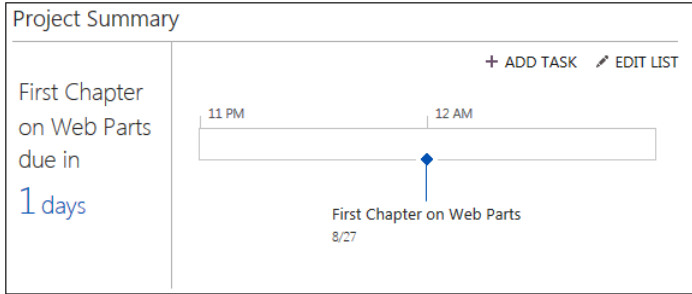 Project Summary
+ ADD TASK EDIT LIST
First Chapter
on Web Parts
due in
1 days
11 PM 12 AM
First Chapter on Web Parts
8/27